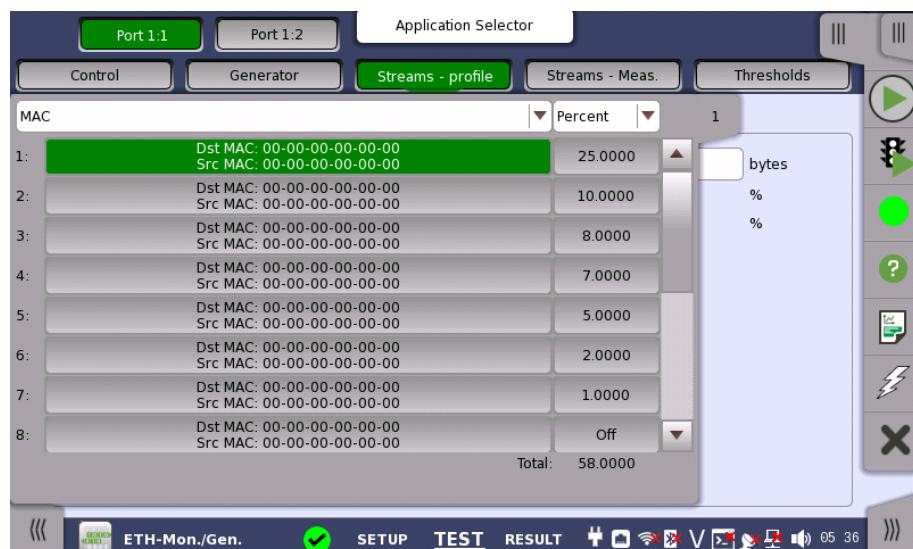 Port 1:1 Port 1:2 Application Selector
Control Generator Streams - profile Streams - Meas. Thresholds
MAC Percent 1
1: Dst MAC: 00-00-00-00-00-00 25.0000 bytes
Src MAC: 00-00-00-00-00-00
2: Dst MAC: 00-00-00-00-00-00 10.0000 %
Src MAC: 00-00-00-00-00-00
3: Dst MAC: 00-00-00-00-00-00 8.0000 %
Src MAC: 00-00-00-00-00-00
4: Dst MAC: 00-00-00-00-00-00 7.0000
Src MAC: 00-00-00-00-00-00
5: Dst MAC: 00-00-00-00-00-00 5.0000
Src MAC: 00-00-00-00-00-00
6: Dst MAC: 00-00-00-00-00-00 2.0000
Src MAC: 00-00-00-00-00-00
7: Dst MAC: 00-00-00-00-00-00 1.0000
Src MAC: 00-00-00-00-00-00
8: Dst MAC: 00-00-00-00-00-00 Off
Src MAC: 00-00-00-00-00-00
Total: 58.0000
ETH-Mon./Gen. SETUP TEST RESULT 05 36